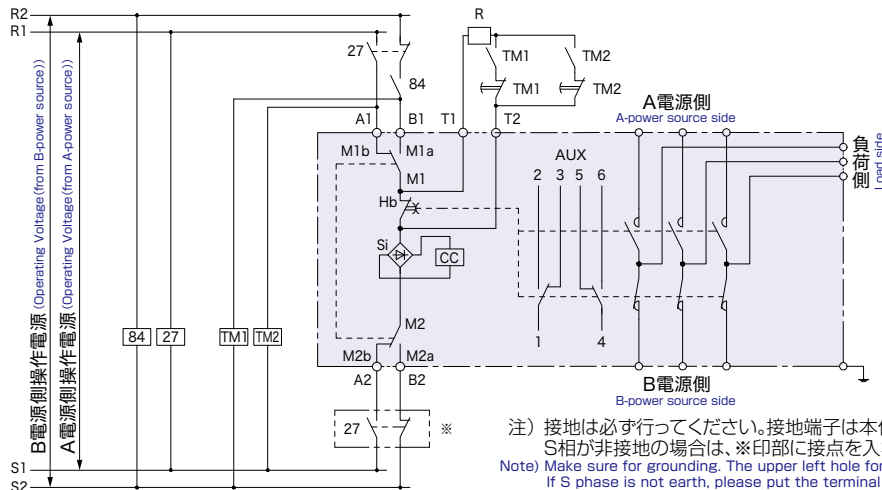 R2
R1
R
27
TM1
TM2
84
TM1
TM2
A電源側
A-power source side
A1
B1
T1
T2
M1b
M1a
AUX
負荷側
Load side
M1
2
3
5
6
Hb
Si
CC
B電源側操作電源 (Operating Voltage(from B-power source))
A電源側操作電源 (Operating Voltage(from A-power source))
84
27
TM1
TM2
M2
1
4
M2b
M2a
A2
B2
B電源側
B-power source side
27
※
注) 接地は必ず行ってください。接地端子は本
S相が非接地の場合は、※印部に接点を入
Note) Make sure for grounding. The upper left hole for
If S phase is not earth, please put the terminal
S1
S2